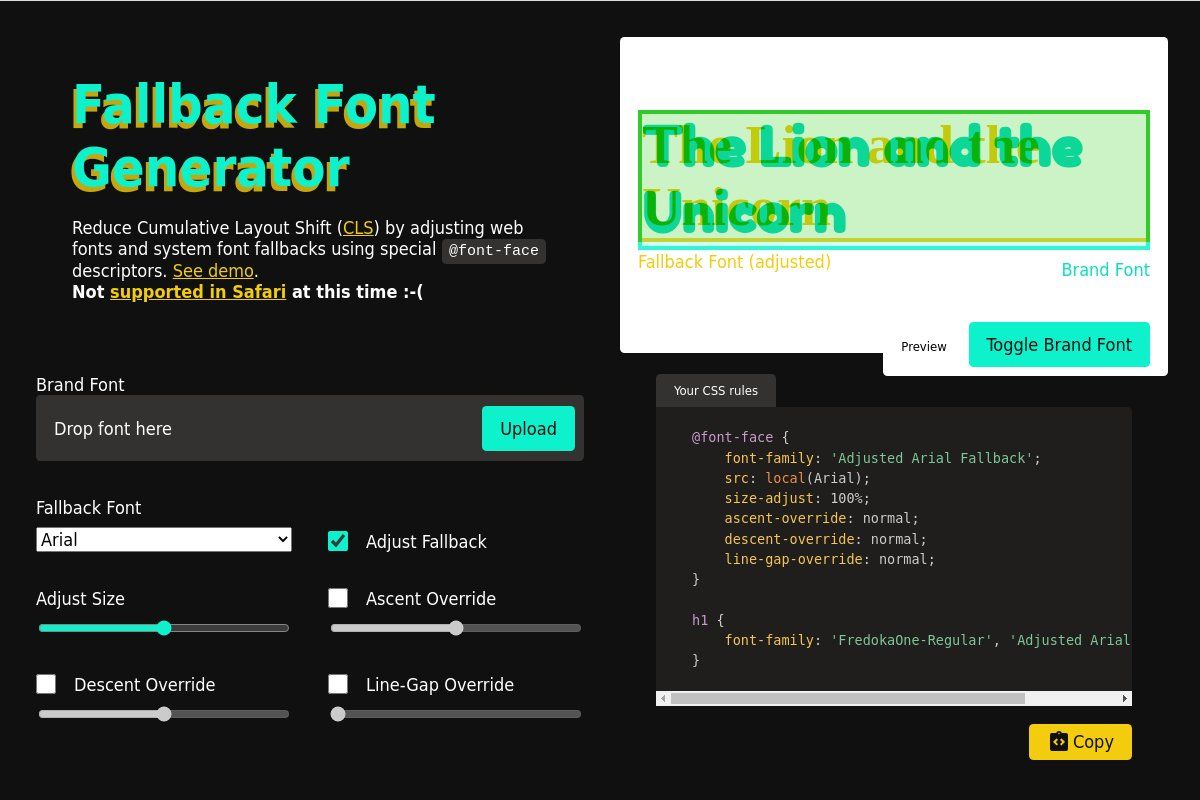 Fallback Font
Generator
Reduce Cumulative Layout Shift (CLS) by adjusting web
fonts and system font fallbacks using special @font-face
descriptors. See demo.
Not supported in Safari at this time :-(
Brand Font
Drop font here
Upload
Fallback Font
Arial
Adjust Fallback
Adjust Size
Ascent Override
Descent Override
Line-Gap Override
The Lion and the
Unicorn
Fallback Font (adjusted)
Brand Font
Preview
Toggle Brand Font
Your CSS rules
@font-face {
    font-family: 'Adjusted Arial Fallback';
    src: local(Arial);
    size-adjust: 100%;
    ascent-override: normal;
    descent-override: normal;
    line-gap-override: normal;
}
h1 {
    font-family: 'FredokaOne-Regular', 'Adjusted Arial
}
Copy